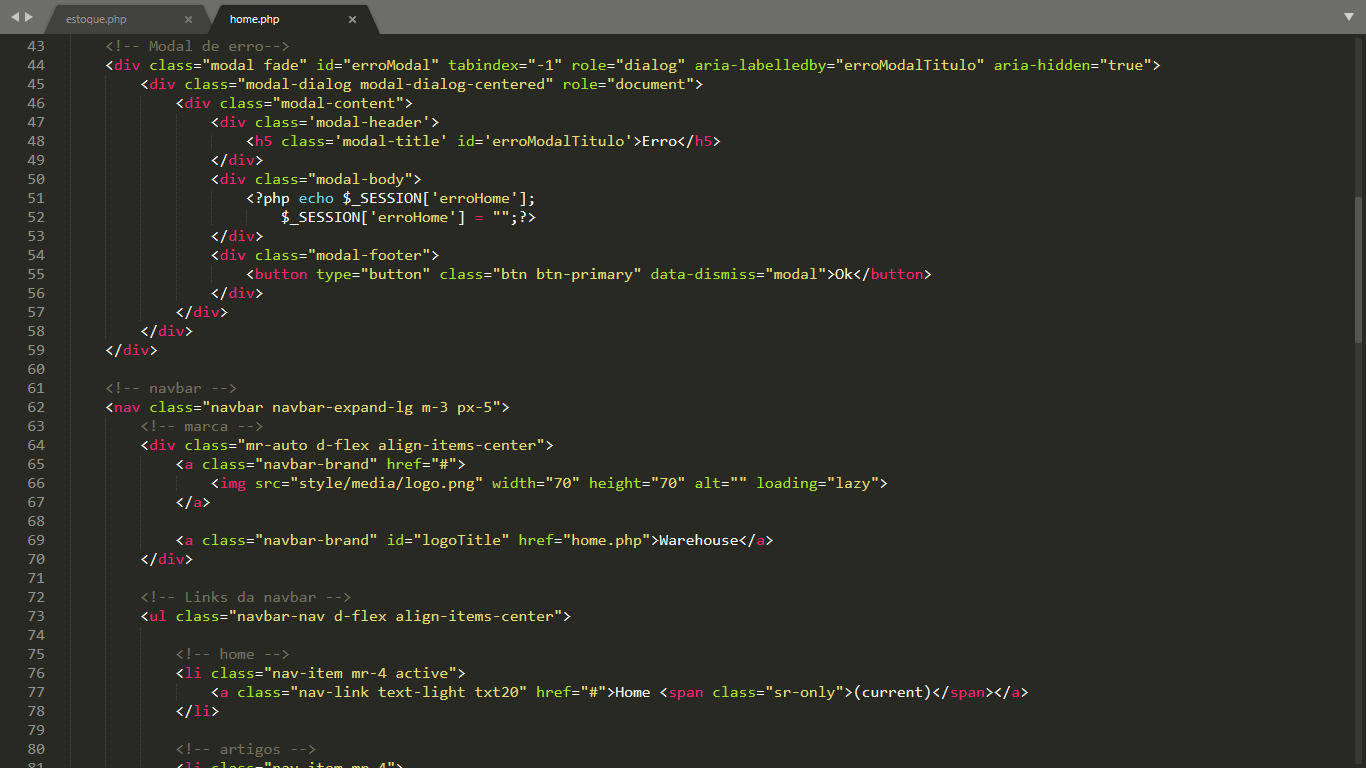 estoque.php
home.php
43 <!-- Modal de erro-->
44 <div class="modal fade" id="erroModal" tabindex="-1" role="dialog" aria-labelledby="erroModalTitulo" aria-hidden="true">
45 <div class="modal-dialog modal-dialog-centered" role="document">
46 <div class="modal-content">
47 <div class='modal-header'>
48 <h5 class='modal-title' id='erroModalTitulo'>Erro</h5>
49 </div>
50 <div class="modal-body">
51 <?php echo $_SESSION['erroHome'];
52 $_SESSION['erroHome'] = "";?>
53 </div>
54 <div class="modal-footer">
55 <button type="button" class="btn btn-primary" data-dismiss="modal">Ok</button>
56 </div>
57 </div>
58 </div>
59 </div>
60
61 <!-- navbar -->
62 <nav class="navbar navbar-expand-lg m-3 px-5">
63 <!-- marca -->
64 <div class="mr-auto d-flex align-items-center">
65 <a class="navbar-brand" href="#">
66 <img src="style/media/logo.png" width="70" height="70" alt="" loading="lazy">
67 </a>
68
69 <a class="navbar-brand" id="logoTitle" href="home.php">Warehouse</a>
70 </div>
71
72 <!-- Links da navbar -->
73 <ul class="navbar-nav d-flex align-items-center">
74
75 <!-- home -->
76 <li class="nav-item mr-4 active">
77 <a class="nav-link text-light txt20" href="#">Home <span class="sr-only">(current)</span></a>
78 </li>
79
80 <!-- artigos -->
81 <li class="nav-item mr-4">